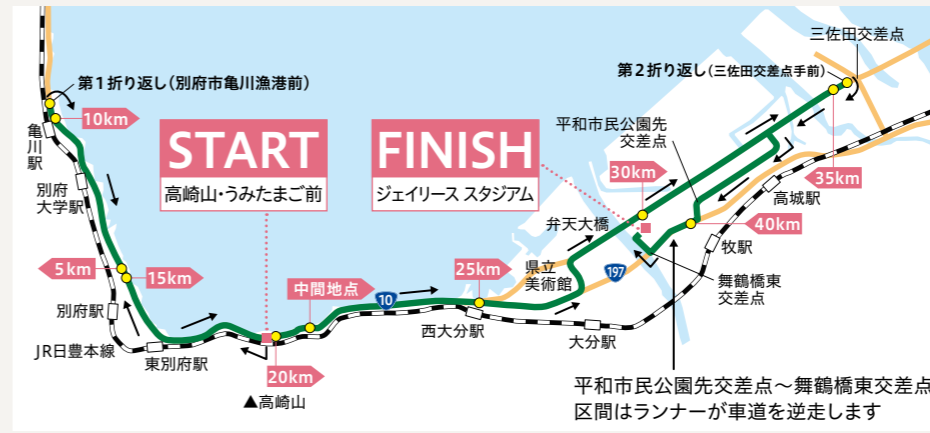 三佐田交差点
第1折り返し（別府市亀川漁港前）
第2折り返し（三佐田交差点手前）
10km
START
高崎山・うみたまご前
FINISH
ジェイリース スタジアム
平和市民公園先
交差点
亀川駅
別府
大学駅
30km
35km
高城駅
弁天大橋
40km
牧駅
5km
15km
中間地点
25km
県立
美術館
197
舞鶴橋東
交差点
10
別府駅
西大分駅
大分駅
JR日豊本線
東別府駅
20km
▲高崎山
平和市民公園先交差点〜舞鶴橋東交差点
区間はランナーが車道を逆走します